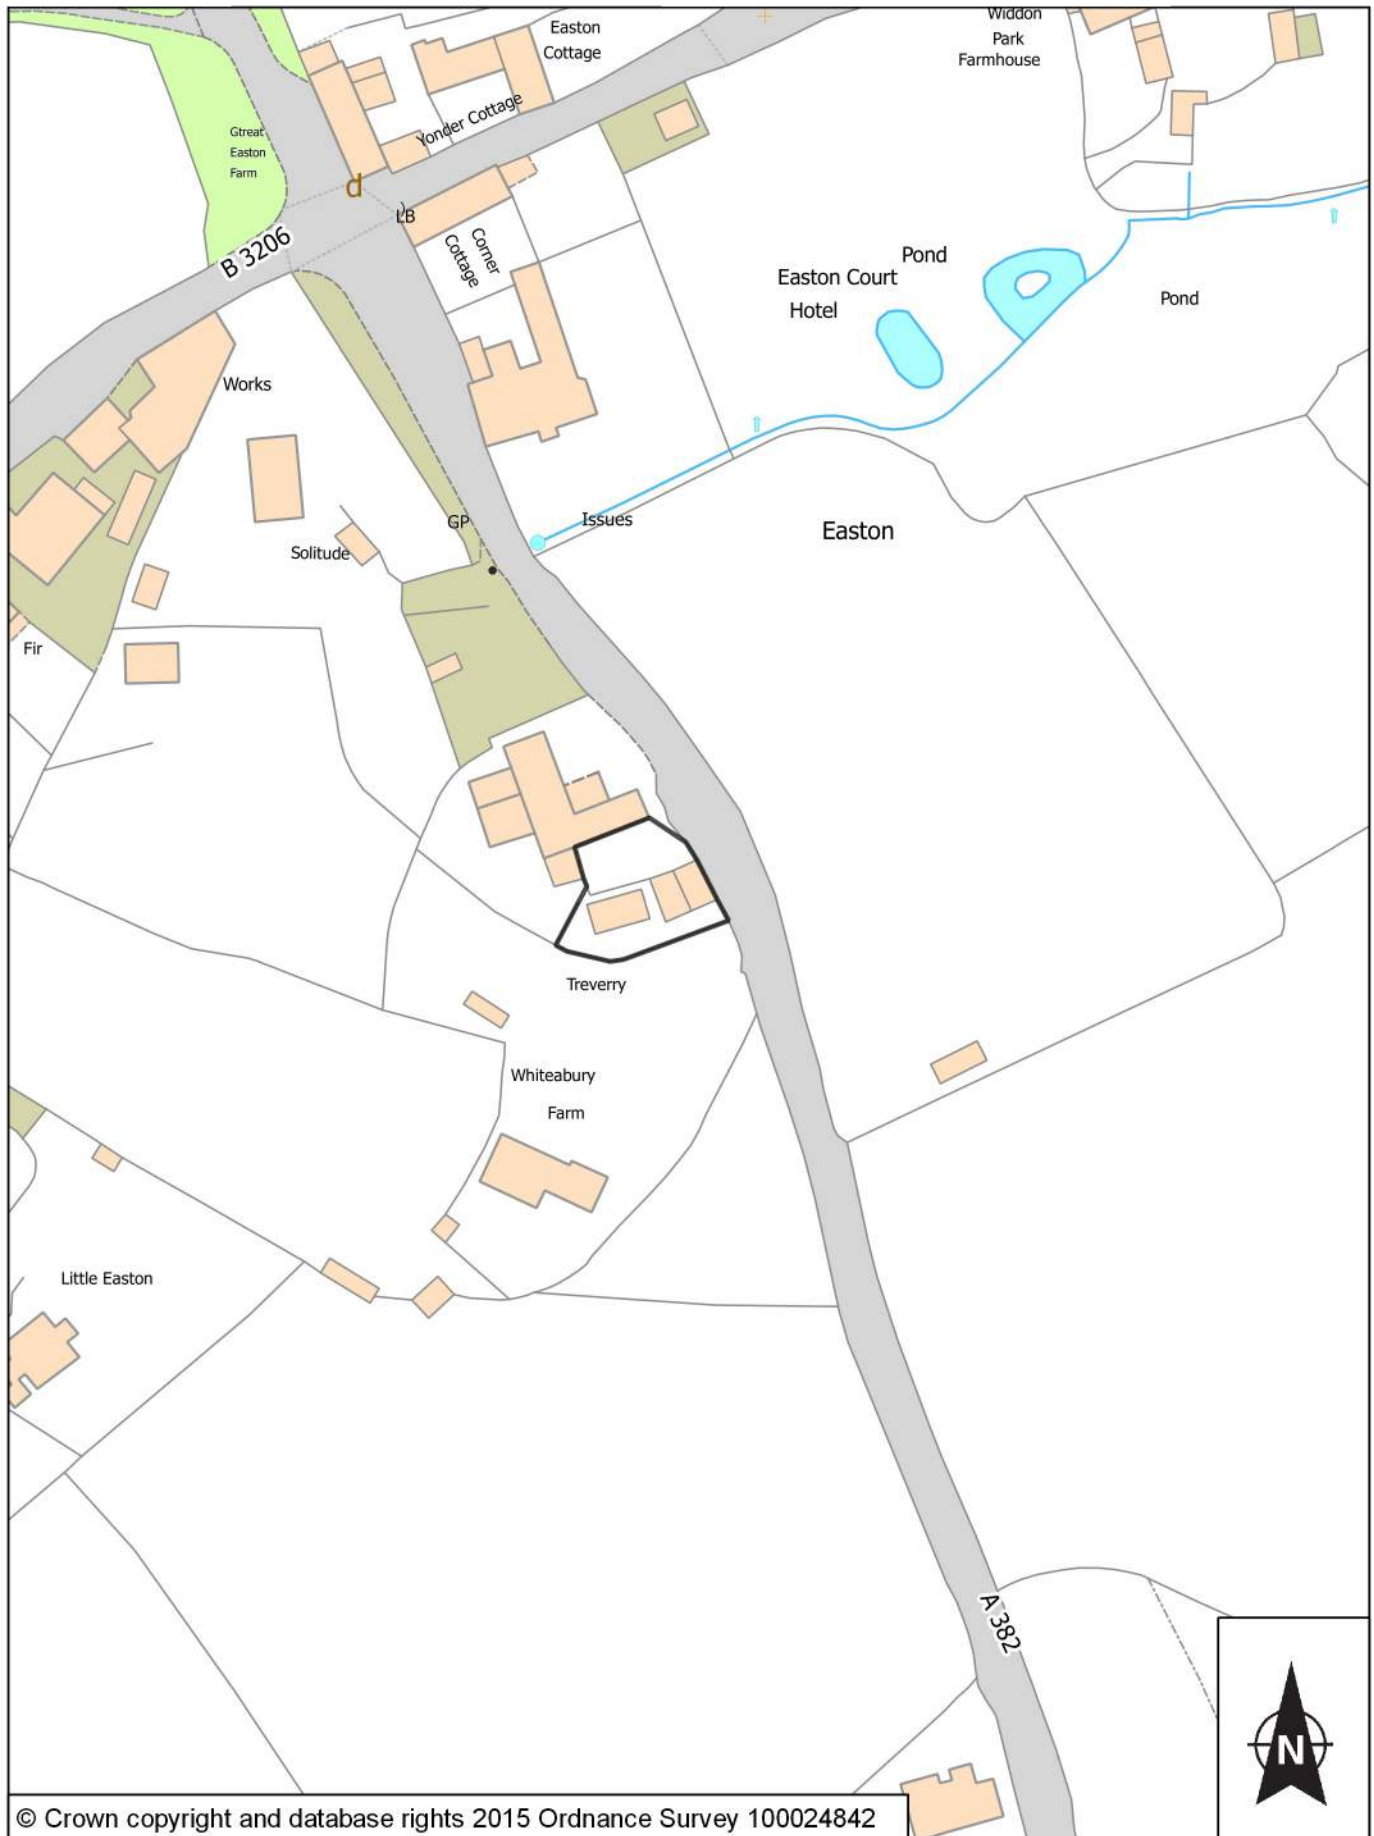 Easton
Cottage
Widdon
Park
Farmhouse
Yonder Cottage
Gtreat
Easton
Farm
d
LB
B 3206
Corner
Cottage
Pond
Easton Court
Hotel
Pond
Works
GP
Issues
Easton
Solitude
Fir
Treverry
Whiteabury
Farm
Little Easton
A 382
N
© Crown copyright and database rights 2015 Ordnance Survey 100024842